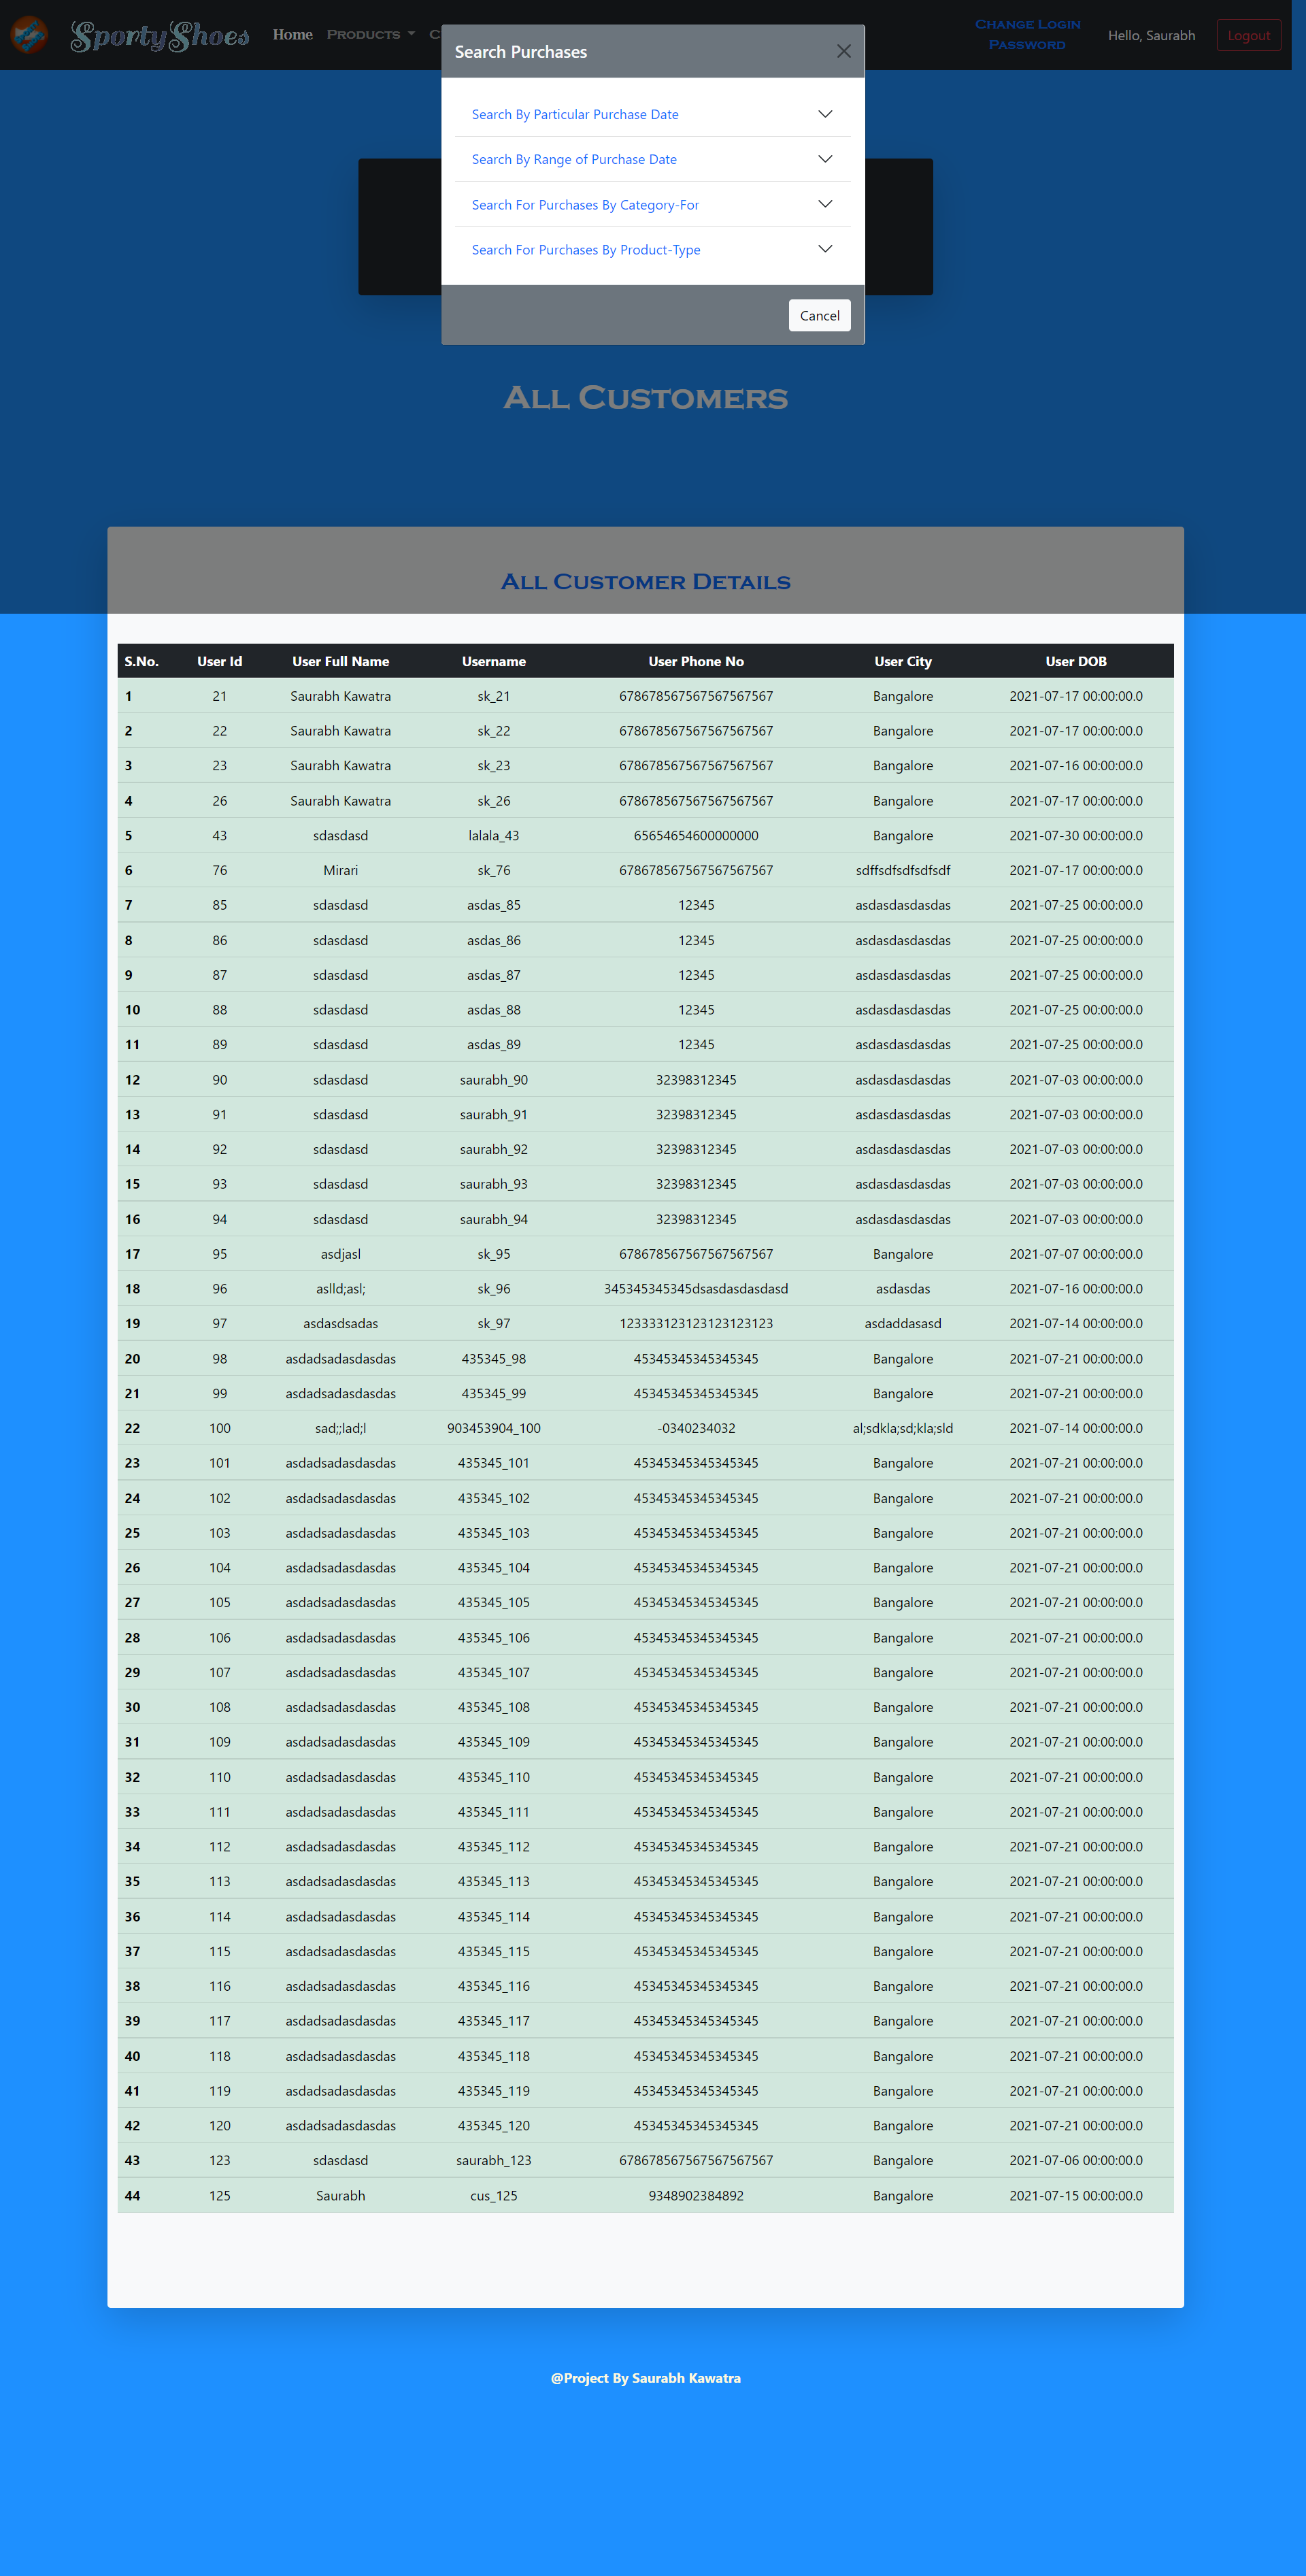 SportyShoes
Home
Products
Change Login
Password
Hello, Saurabh
Logout
Search Purchases
Search By Particular Purchase Date
Search By Range of Purchase Date
Search For Purchases By Category-For
Search For Purchases By Product-Type
Cancel
All Customers
All Customer Details
S.No. User Id User Full Name Username User Phone No User City User DOB
1 21 Saurabh Kawatra sk_21 678678567567567567567 Bangalore 2021-07-17 00:00:00.0
2 22 Saurabh Kawatra sk_22 678678567567567567567 Bangalore 2021-07-17 00:00:00.0
3 23 Saurabh Kawatra sk_23 678678567567567567567 Bangalore 2021-07-16 00:00:00.0
4 26 Saurabh Kawatra sk_26 678678567567567567567 Bangalore 2021-07-17 00:00:00.0
5 43 sdasdasd lalala_43 65654654600000000 Bangalore 2021-07-30 00:00:00.0
6 76 Mirari sk_76 678678567567567567567 sdffsdfsdfsdfsdf 2021-07-17 00:00:00.0
7 85 sdasdasd asdas_85 12345 asdasdasdasdas 2021-07-25 00:00:00.0
8 86 sdasdasd asdas_86 12345 asdasdasdasdas 2021-07-25 00:00:00.0
9 87 sdasdasd asdas_87 12345 asdasdasdasdas 2021-07-25 00:00:00.0
10 88 sdasdasd asdas_88 12345 asdasdasdasdas 2021-07-25 00:00:00.0
11 89 sdasdasd asdas_89 12345 asdasdasdasdas 2021-07-25 00:00:00.0
12 90 sdasdasd saurabh_90 32398312345 asdasdasdasdas 2021-07-03 00:00:00.0
13 91 sdasdasd saurabh_91 32398312345 asdasdasdasdas 2021-07-03 00:00:00.0
14 92 sdasdasd saurabh_92 32398312345 asdasdasdasdas 2021-07-03 00:00:00.0
15 93 sdasdasd saurabh_93 32398312345 asdasdasdasdas 2021-07-03 00:00:00.0
16 94 sdasdasd saurabh_94 32398312345 asdasdasdasdas 2021-07-03 00:00:00.0
17 95 asdjasl sk_95 678678567567567567567 Bangalore 2021-07-07 00:00:00.0
18 96 aslld;asl; sk_96 345345345345dsasdasdasdasd asdasdas 2021-07-16 00:00:00.0
19 97 asdasdsadas sk_97 123333123123123123123 asdaddasasd 2021-07-14 00:00:00.0
20 98 asdadsadasdasdas 435345_98 45345345345345345 Bangalore 2021-07-21 00:00:00.0
21 99 asdadsadasdasdas 435345_99 45345345345345345 Bangalore 2021-07-21 00:00:00.0
22 100 sad;;lad;l 903453904_100 -0340234032 al;sdkla;sd;kla;sld 2021-07-14 00:00:00.0
23 101 asdadsadasdasdas 435345_101 45345345345345345 Bangalore 2021-07-21 00:00:00.0
24 102 asdadsadasdasdas 435345_102 45345345345345345 Bangalore 2021-07-21 00:00:00.0
25 103 asdadsadasdasdas 435345_103 45345345345345345 Bangalore 2021-07-21 00:00:00.0
26 104 asdadsadasdasdas 435345_104 45345345345345345 Bangalore 2021-07-21 00:00:00.0
27 105 asdadsadasdasdas 435345_105 45345345345345345 Bangalore 2021-07-21 00:00:00.0
28 106 asdadsadasdasdas 435345_106 45345345345345345 Bangalore 2021-07-21 00:00:00.0
29 107 asdadsadasdasdas 435345_107 45345345345345345 Bangalore 2021-07-21 00:00:00.0
30 108 asdadsadasdasdas 435345_108 45345345345345345 Bangalore 2021-07-21 00:00:00.0
31 109 asdadsadasdasdas 435345_109 45345345345345345 Bangalore 2021-07-21 00:00:00.0
32 110 asdadsadasdasdas 435345_110 45345345345345345 Bangalore 2021-07-21 00:00:00.0
33 111 asdadsadasdasdas 435345_111 45345345345345345 Bangalore 2021-07-21 00:00:00.0
34 112 asdadsadasdasdas 435345_112 45345345345345345 Bangalore 2021-07-21 00:00:00.0
35 113 asdadsadasdasdas 435345_113 45345345345345345 Bangalore 2021-07-21 00:00:00.0
36 114 asdadsadasdasdas 435345_114 45345345345345345 Bangalore 2021-07-21 00:00:00.0
37 115 asdadsadasdasdas 435345_115 45345345345345345 Bangalore 2021-07-21 00:00:00.0
38 116 asdadsadasdasdas 435345_116 45345345345345345 Bangalore 2021-07-21 00:00:00.0
39 117 asdadsadasdasdas 435345_117 45345345345345345 Bangalore 2021-07-21 00:00:00.0
40 118 asdadsadasdasdas 435345_118 45345345345345345 Bangalore 2021-07-21 00:00:00.0
41 119 asdadsadasdasdas 435345_119 45345345345345345 Bangalore 2021-07-21 00:00:00.0
42 120 asdadsadasdasdas 435345_120 45345345345345345 Bangalore 2021-07-21 00:00:00.0
43 123 sdasdasd saurabh_123 678678567567567567567 Bangalore 2021-07-06 00:00:00.0
44 125 Saurabh cus_125 9348902384892 Bangalore 2021-07-15 00:00:00.0
@Project By Saurabh Kawatra